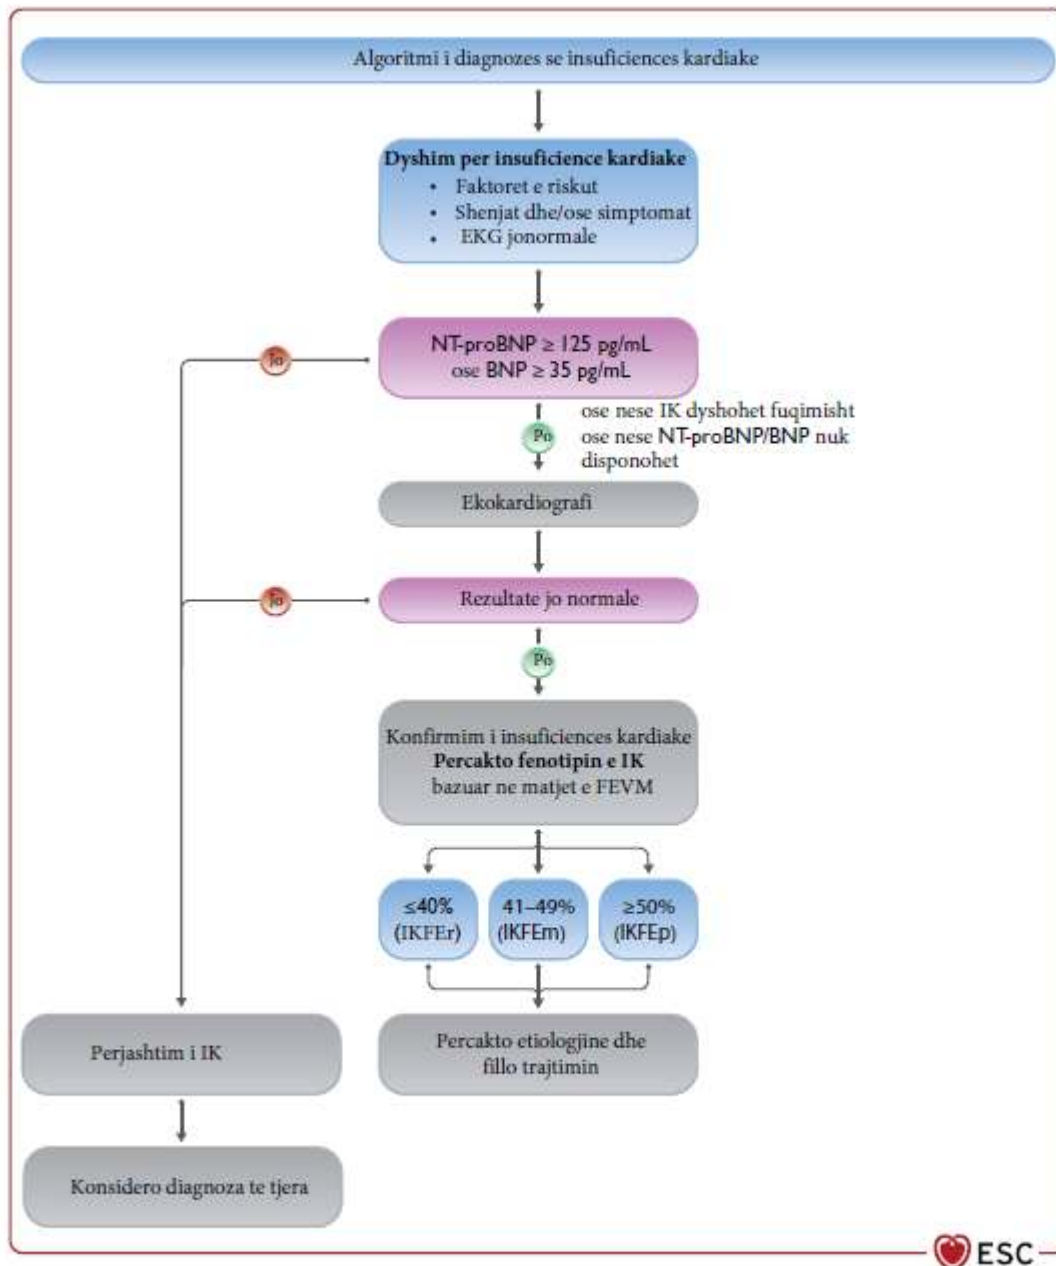 Algoritmi i diagnozes se insuficiences kardiake
Dyshim per insuficience kardiake
• Faktoret e riskut
• Shenjat dhe/ose simptomat
• EKG jonormale
NT-proBNP ≥ 125 pg/mL
ose BNP ≥ 35 pg/mL
Jo
ose nese IK dyshohet fuqimisht
Po
ose nese NT-proBNP/BNP nuk
disponohet
Ekokardiografi
Rezultate jo normale
Jo
Po
Konfirmim i insuficiences kardiake
Percakto fenotipin e IK
bazuar ne matjet e FEVM
≤40%
(IKFEr)
41–49%
(IKFEm)
≥50%
(IKFEp)
Percakto etiologjine dhe
fillo trajtimin
Perjashtim i IK
Konsidero diagnoza te tjera
ESC